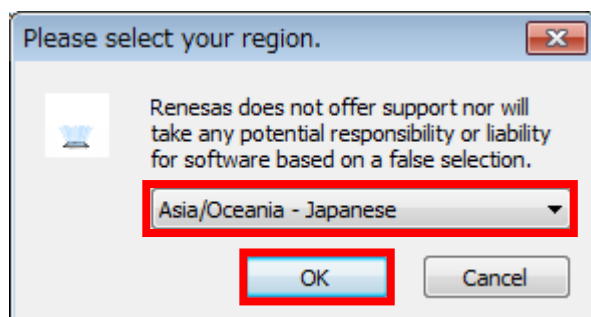 Please select your region.
Renesas does not offer support nor will
take any potential responsibility or liability
for software based on a false selection.
Asia/Oceania - Japanese
OK
Cancel